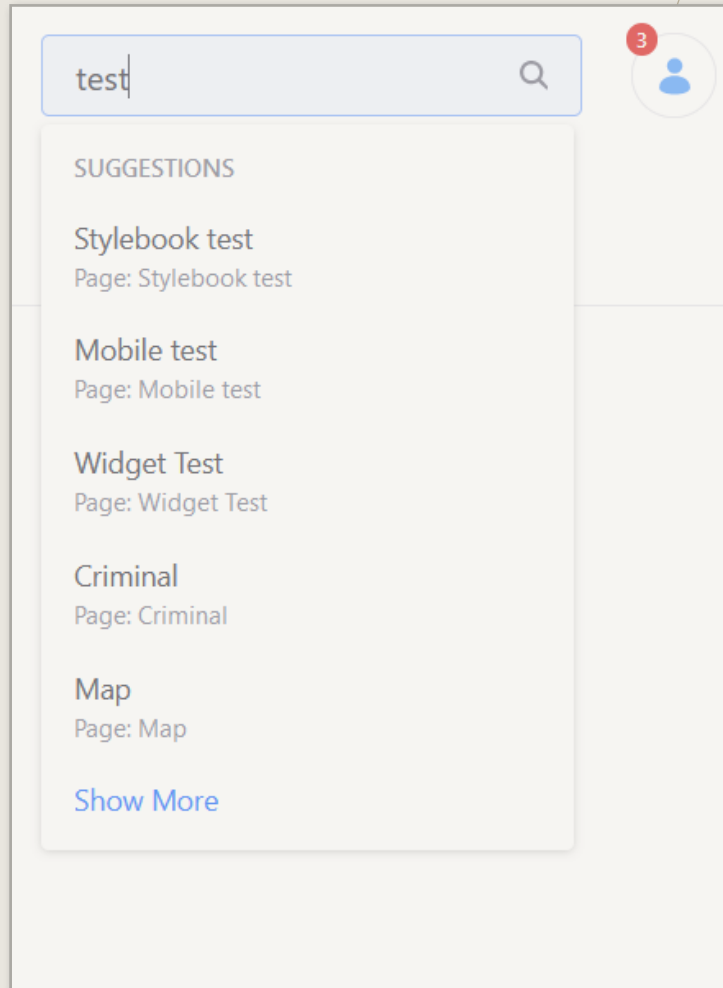 test
3
SUGGESTIONS
Stylebook test
Page: Stylebook test
Mobile test
Page: Mobile test
Widget Test
Page: Widget Test
Criminal
Page: Criminal
Map
Page: Map
Show More